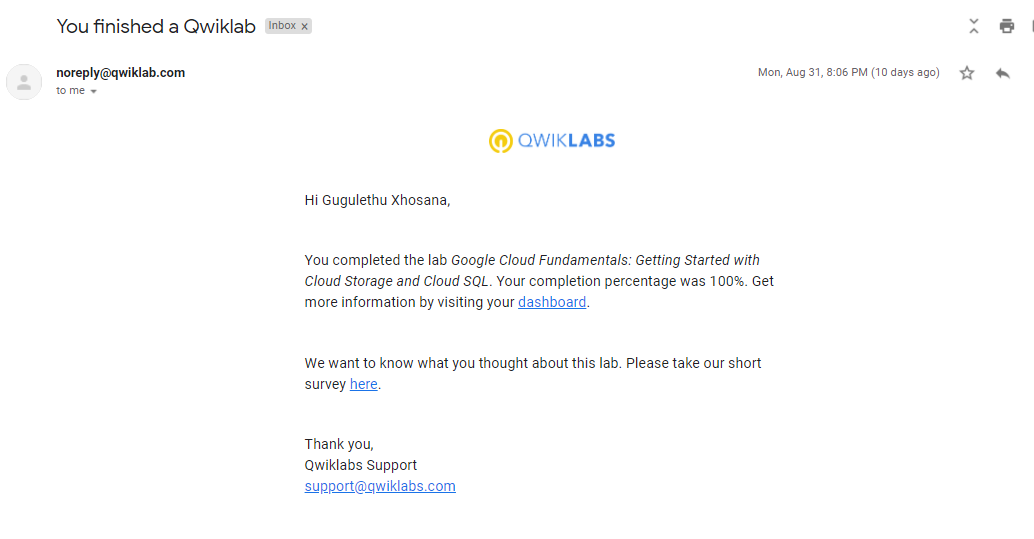 You finished a Qwiklab Inbox x
noreply@qwiklab.com Mon, Aug 31, 8:06 PM (10 days ago)
to me
QWIKLABS
Hi Gugulethu Xhosana,
You completed the lab Google Cloud Fundamentals: Getting Started with
Cloud Storage and Cloud SQL. Your completion percentage was 100%. Get
more information by visiting your dashboard.
We want to know what you thought about this lab. Please take our short
survey here.
Thank you,
Qwiklabs Support
support@qwiklabs.com